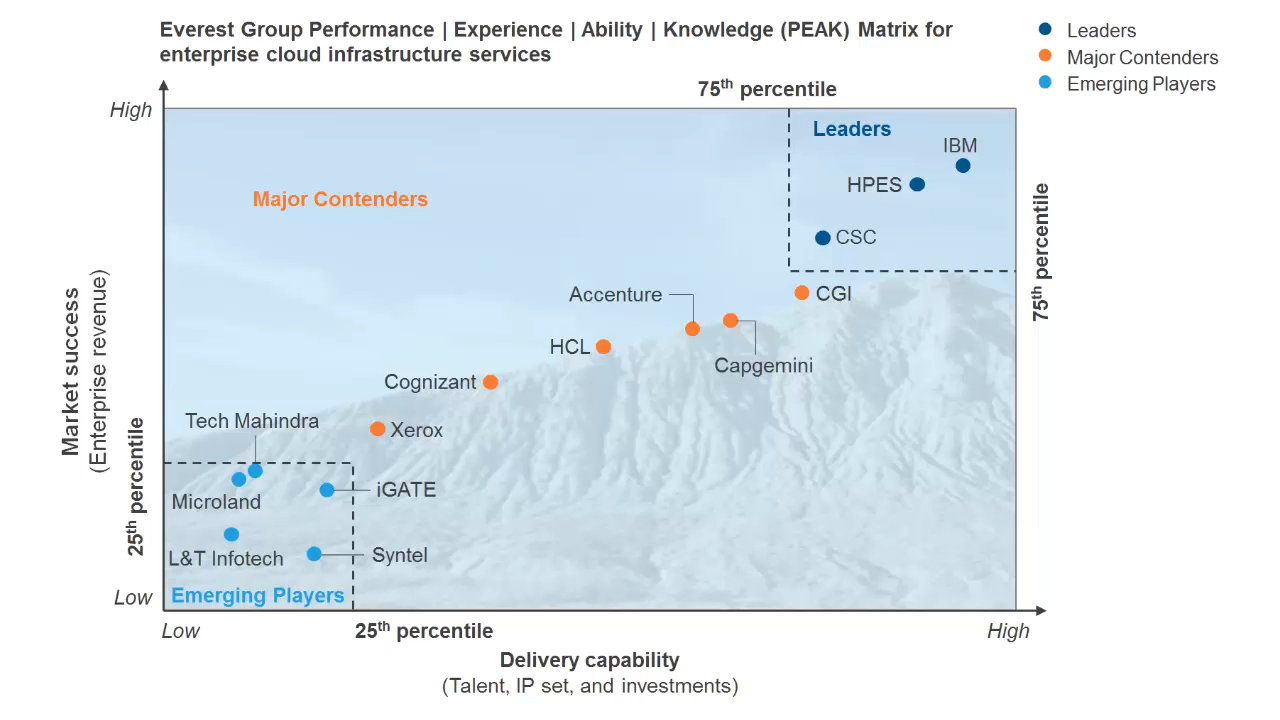 Everest Group Performance | Experience | Ability | Knowledge (PEAK) Matrix for
enterprise cloud infrastructure services
Leaders
Major Contenders
Emerging Players
75th percentile
High
Leaders
IBM
HPES
CSC
Major Contenders
75th percentile
Accenture
CGI
HCL
Capgemini
Cognizant
Tech Mahindra
Xerox
Market success
(Enterprise revenue)
25th percentile
Microland
iGATE
L&T Infotech
Syntel
Emerging Players
Low
Low
25th percentile
High
Delivery capability
(Talent, IP set, and investments)